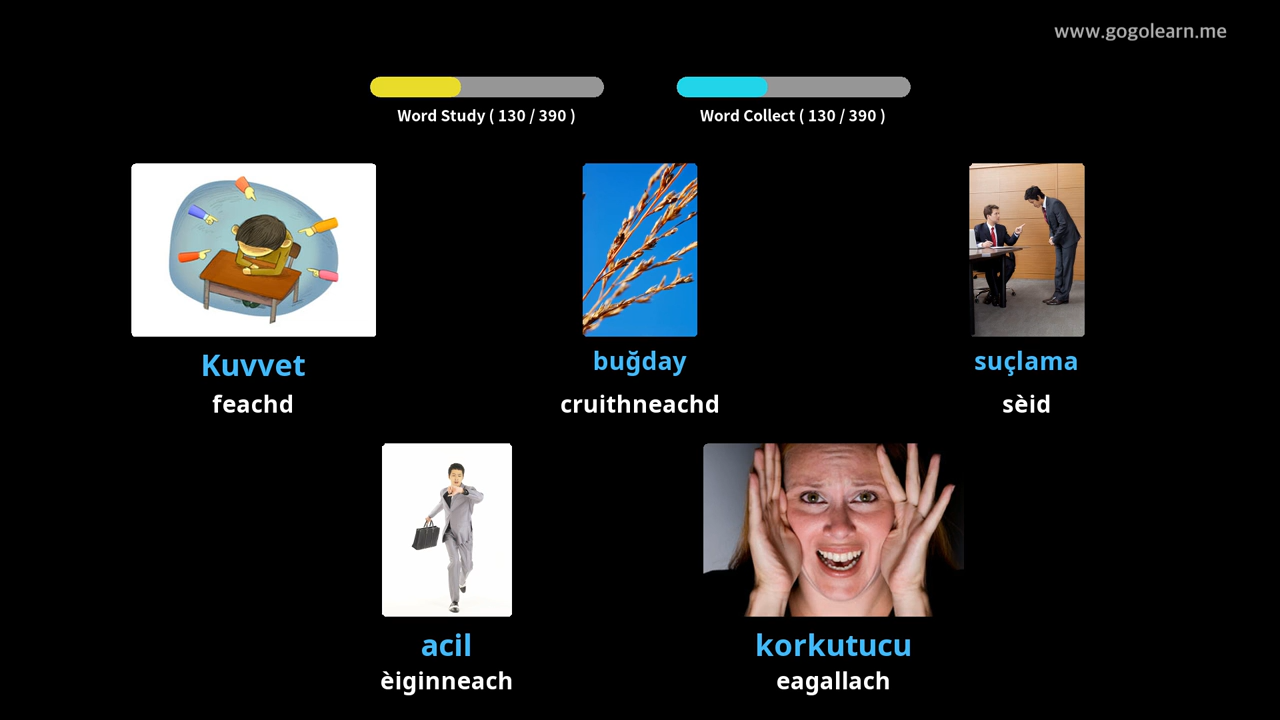 www.gogolearn.me
Word Study ( 130 / 390 )
Word Collect ( 130 / 390 )
Kuvvet
feachd
buğday
cruithneachd
suçlama
sèid
acil
èiginneach
korkutucu
eagallach